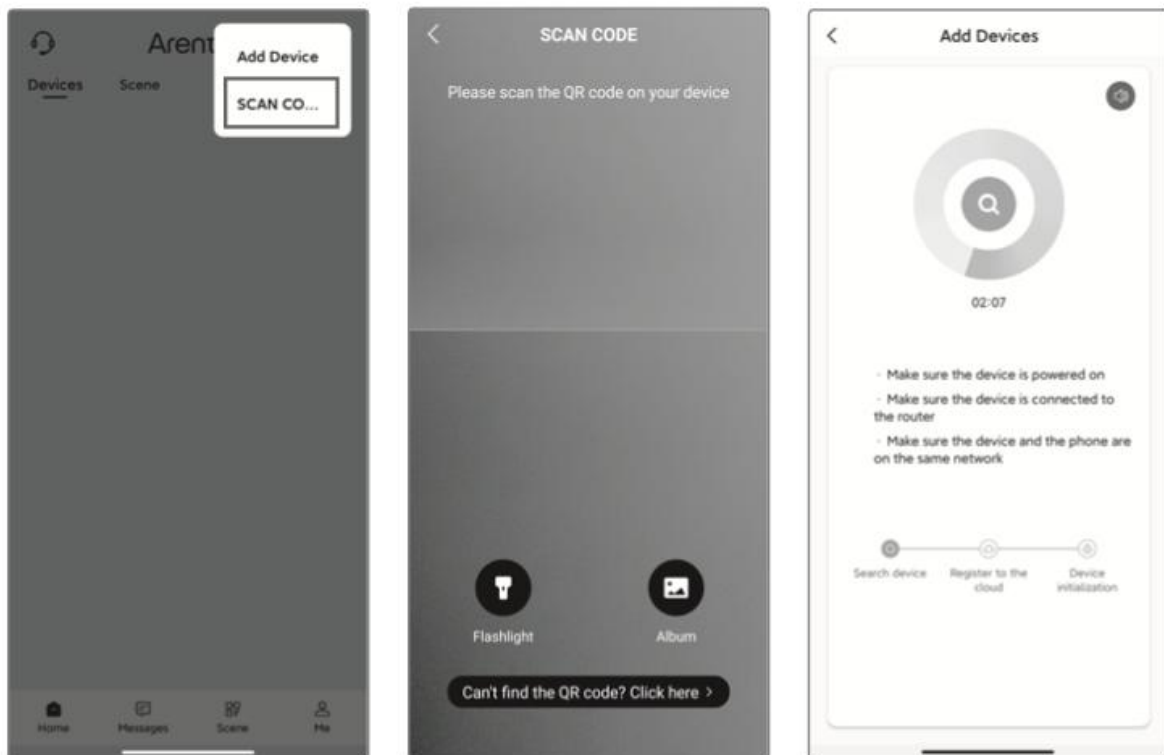 Arent
Add Device
Devices
Scene
SCAN CO...
Home
Messages
Scene
Me
SCAN CODE
Please scan the QR code on your device
Flashlight
Album
Can't find the QR code? Click here >
Add Devices
02:07
· Make sure the device is powered on
· Make sure the device is connected to
the router
· Make sure the device and the phone are
on the same network
Search device
Register to the
cloud
Device
initialization